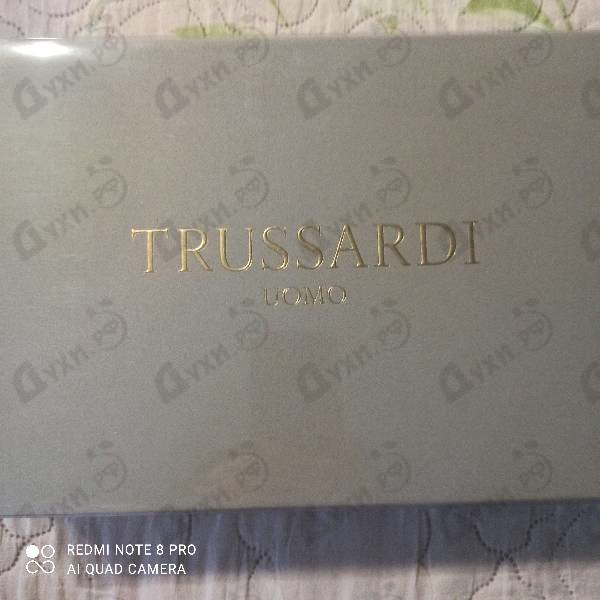 TRUSSARDI
UOMO
Духи.рф
REDMI NOTE 8 PRO
AI QUAD CAMERA